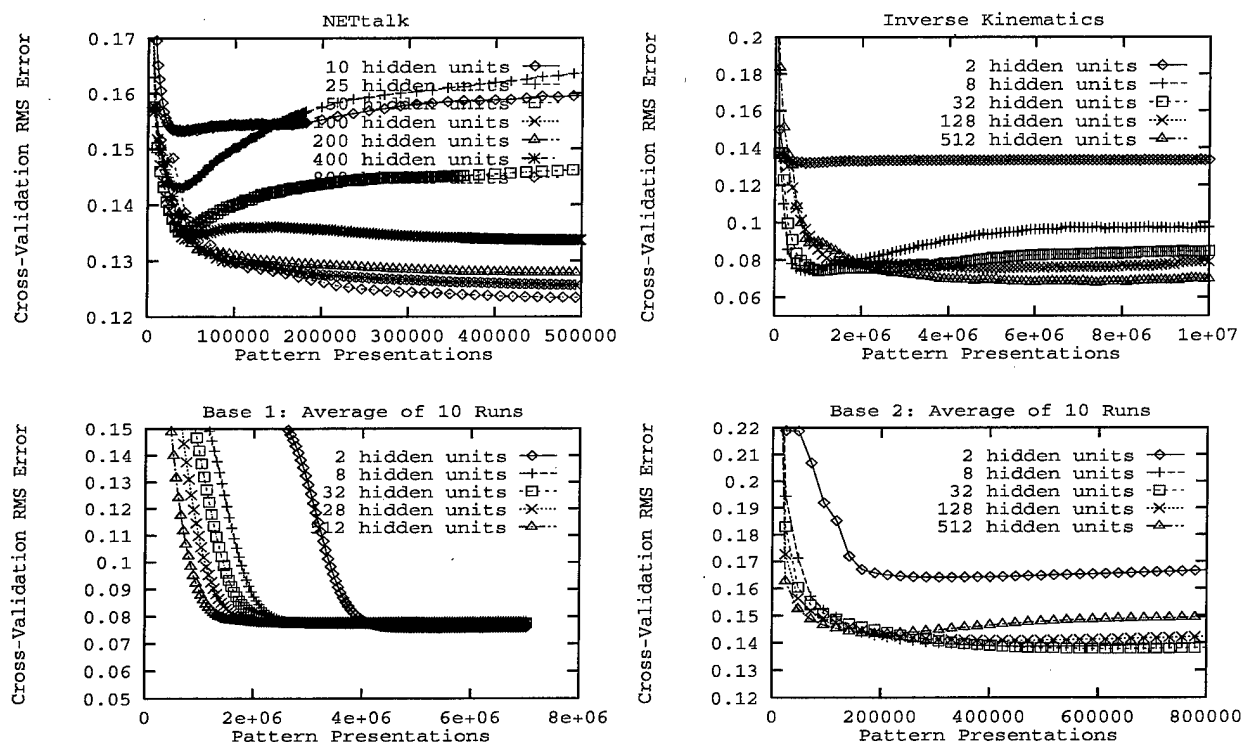 NETtalk
Cross-Validation RMS Error
0.17
0.16
0.15
0.14
0.13
0.12
10 hidden units
25 hidden units
50 hidden units
100 hidden units
200 hidden units
400 hidden units
800 hidden units
0 100000 200000 300000 400000 500000
Pattern Presentations
Inverse Kinematics
Cross-Validation RMS Error
0.2
0.18
0.16
0.14
0.12
0.1
0.08
0.06
2 hidden units
8 hidden units
32 hidden units
128 hidden units
512 hidden units
0 2e+06 4e+06 6e+06 8e+06 1e+07
Pattern Presentations
Base 1: Average of 10 Runs
Cross-Validation RMS Error
0.15
0.14
0.13
0.12
0.11
0.1
0.09
0.08
0.07
0.06
0.05
2 hidden units
8 hidden units
32 hidden units
128 hidden units
512 hidden units
0 2e+06 4e+06 6e+06 8e+06
Pattern Presentations
Base 2: Average of 10 Runs
Cross-Validation RMS Error
0.22
0.21
0.2
0.19
0.18
0.17
0.16
0.15
0.14
0.13
0.12
2 hidden units
8 hidden units
32 hidden units
128 hidden units
512 hidden units
0 200000 400000 600000 800000
Pattern Presentations